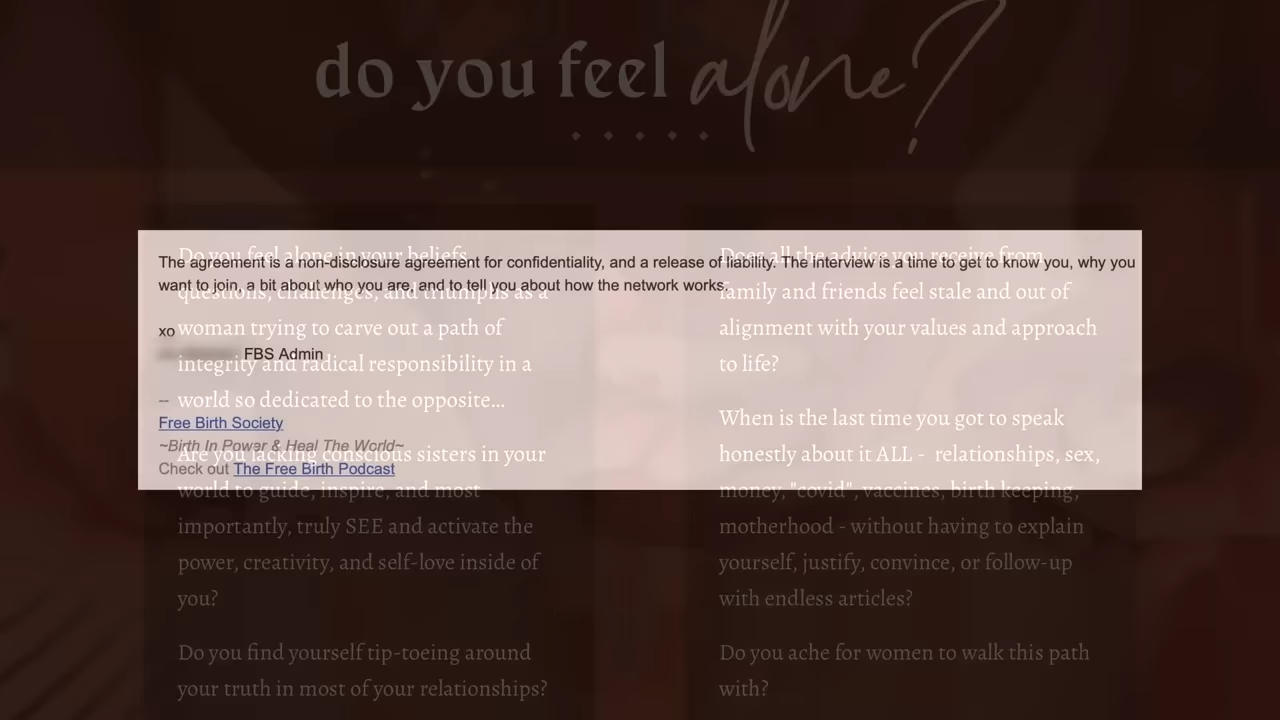 do you feel alone?
The agreement is a non-disclosure agreement for confidentiality, and a release of liability. The interview is a time to get to know you, why you
want to join, a bit about who you are, and to tell you about how the network works.
xo
FBS Admin
--
Free Birth Society
~Birth In Power & Heal The World~
Check out The Free Birth Podcast
Do you feel alone in your beliefs,
questions, challenges, and triumphs as a
woman trying to carve out a path of
integrity and radical responsibility in a
world so dedicated to the opposite...
Are you lacking conscious sisters in your
world to guide, inspire, and most
importantly, truly SEE and activate the
power, creativity, and self-love inside of
you?
Do you find yourself tip-toeing around
your truth in most of your relationships?
Does all the advice you receive from
family and friends feel stale and out of
alignment with your values and approach
to life?
When is the last time you got to speak
honestly about it ALL - relationships, sex,
money, "covid", vaccines, birth keeping,
motherhood - without having to explain
yourself, justify, convince, or follow-up
with endless articles?
Do you ache for women to walk this path
with?